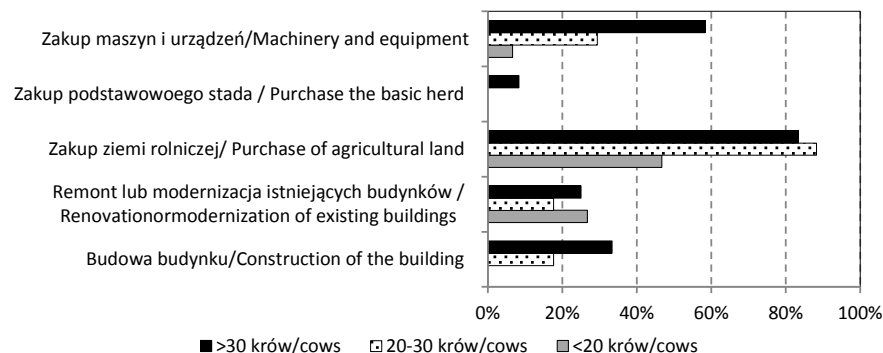 Zakup maszyn i urządzeń/Machinery and equipment
Zakup podstawowoego stada / Purchase the basic herd
Zakup ziemi rolniczej/ Purchase of agricultural land
Remont lub modernizacja istniejących budynków /
Renovationormodernization of existing buildings
Budowa budynku/Construction of the building
0% 20% 40% 60% 80% 100%
>30 krów/cows 20-30 krów/cows <20 krów/cows